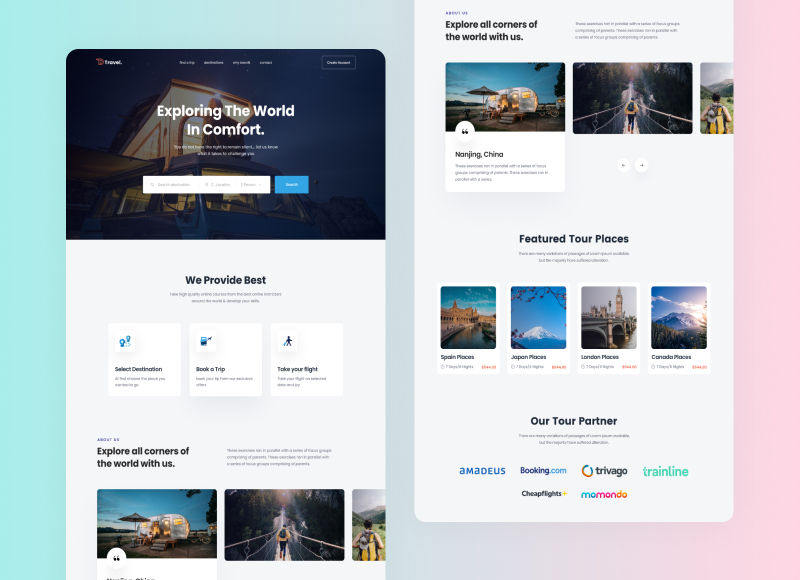 Travel.
find a trip
destinations
why travel
contact
Create Account
Exploring The World
In Comfort.
You do not have the right to remain silent... let us know
what it takes to challenge you
Search destination
Location
Search
We Provide Best
Take high quality online courses from the best online institutes
around the world & develop your skills.
Select Destination
At first choose the place you
wanted to go
Book a Trip
book your trip from our exclusive
offers
Take your flight
Take your flight on selected
date and joy
ABOUT US
Explore all corners of
the world with us.
These exercises ran in parallel with a series of focus groups
comprising of parents. These exercises ran in parallel with
a series of focus groups comprising of parents.
ABOUT US
Explore all corners of
the world with us.
These exercises ran in parallel with a series of focus groups
comprising of parents. These exercises ran in parallel with
a series of focus groups comprising of parents.
Nanjing, China
These exercises ran in parallel with a series of focus
groups comprising of parents. These exercises ran in
parallel with a series.
Featured Tour Places
There are many variations of passages of Lorem Ipsum available,
but the majority have suffered alteration.
Spain Places
7 Days/6 Nights
$544.00
Japan Places
7 Days/6 Nights
$544.00
London Places
7 Days/6 Nights
$544.00
Canada Places
7 Days/6 Nights
$544.00
Our Tour Partner
There are many variations of passages of Lorem Ipsum available,
but the majority have suffered alteration.
amadeus
Booking.com
trivago
trainline
Cheapflights
momondo